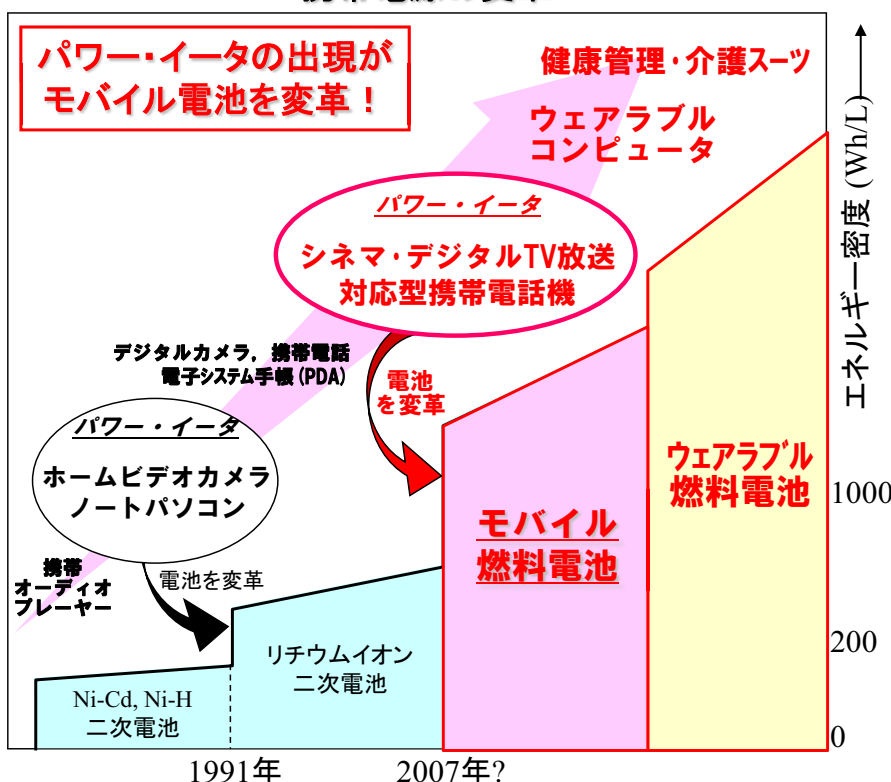 パワー・イータの出現が
モバイル電池を変革！
健康管理・介護スーツ
ウェアラブル
コンピュータ
パワー・イータ
シネマ・デジタルTV放送
対応型携帯電話機
デジタルカメラ, 携帯電話
電子システム手帳(PDA)
電池
を変革
パワー・イータ
ホームビデオカメラ
ノートパソコン
携帯
オーディオ
プレーヤー
電池を変革
Ni-Cd, Ni-H
二次電池
リチウムイオン
二次電池
モバイル
燃料電池
ウェアラブル
燃料電池
エネルギー密度 (Wh/L)
1000
200
0
1991年
2007年?